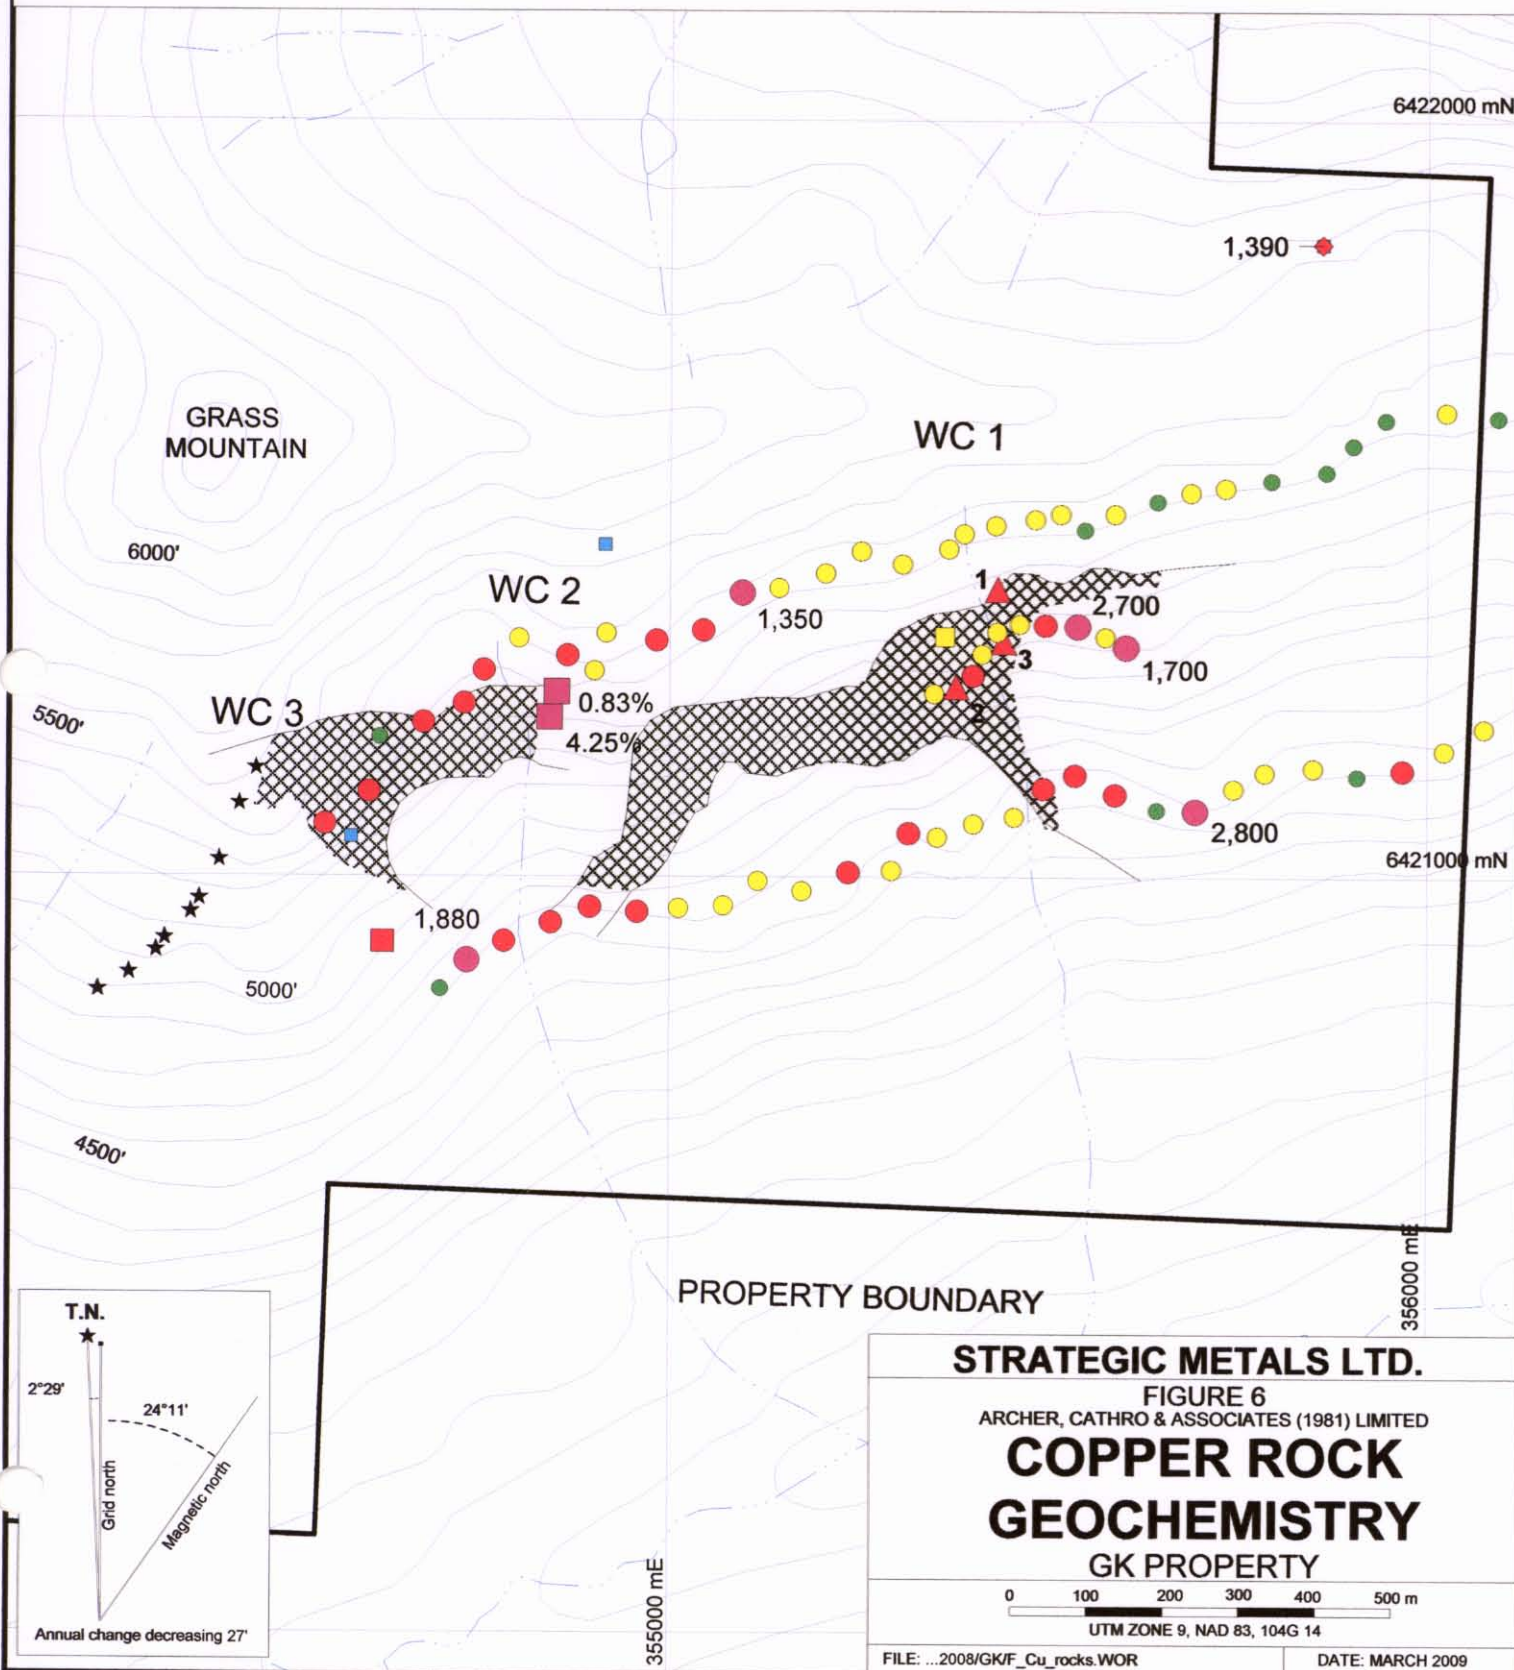 6422000 mN
1,390
GRASS
MOUNTAIN
WC 1
6000'
WC 2
1
2,700
1,350
3
1,700
0.83%
WC 3
2
5500'
4.25%
2,800
6421000 mN
1,880
5000'
4500'
356000 mE
PROPERTY BOUNDARY
T.N.
2°29'
24°11'
Grid north
Magnetic north
Annual change decreasing 27'
355000 mE
STRATEGIC METALS LTD.
FIGURE 6
ARCHER, CATHRO & ASSOCIATES (1981) LIMITED
COPPER ROCK
GEOCHEMISTRY
GK PROPERTY
0 100 200 300 400 500 m
UTM ZONE 9, NAD 83, 104G 14
FILE: ...2008/GK/F_Cu_rocks.WOR
DATE: MARCH 2009